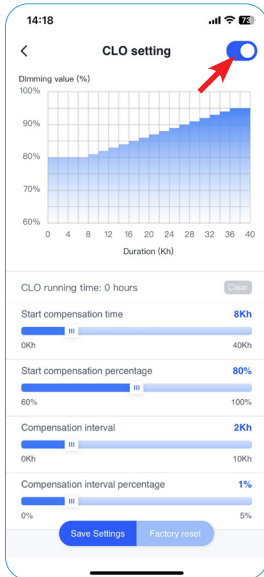 14:18 73
CLO setting
Dimming value (%)
100%
90%
80%
70%
60%
0 4 8 12 16 20 24 28 32 36 40
Duration (Kh)
CLO running time: 0 hours Clear
Start compensation time 8Kh
0Kh 40Kh
Start compensation percentage 80%
60% 100%
Compensation interval 2Kh
0Kh 10Kh
Compensation interval percentage 1%
0% 5%
Save Settings Factory reset